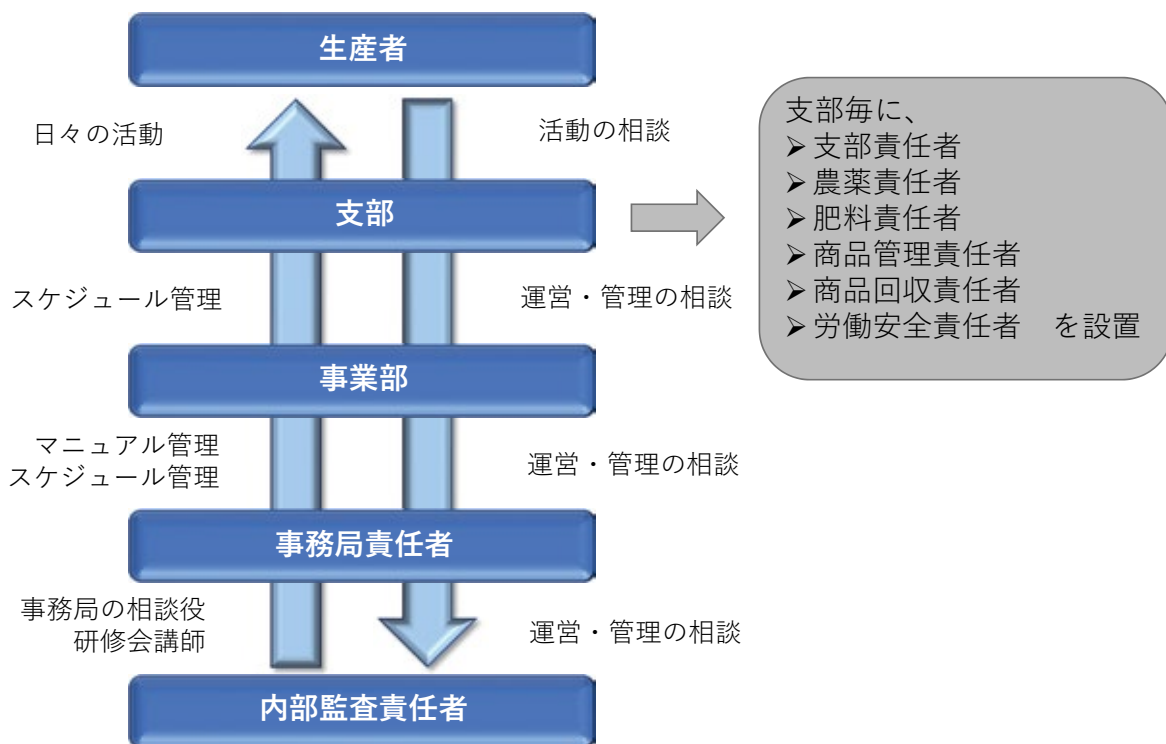 生産者
日々の活動
活動の相談
支部
スケジュール管理
運営・管理の相談
事業部
マニュアル管理
スケジュール管理
運営・管理の相談
事務局責任者
事務局の相談役
研修会講師
運営・管理の相談
内部監査責任者
支部毎に、
➤支部責任者
➤農薬責任者
➤肥料責任者
➤商品管理責任者
➤商品回収責任者
➤労働安全責任者　を設置